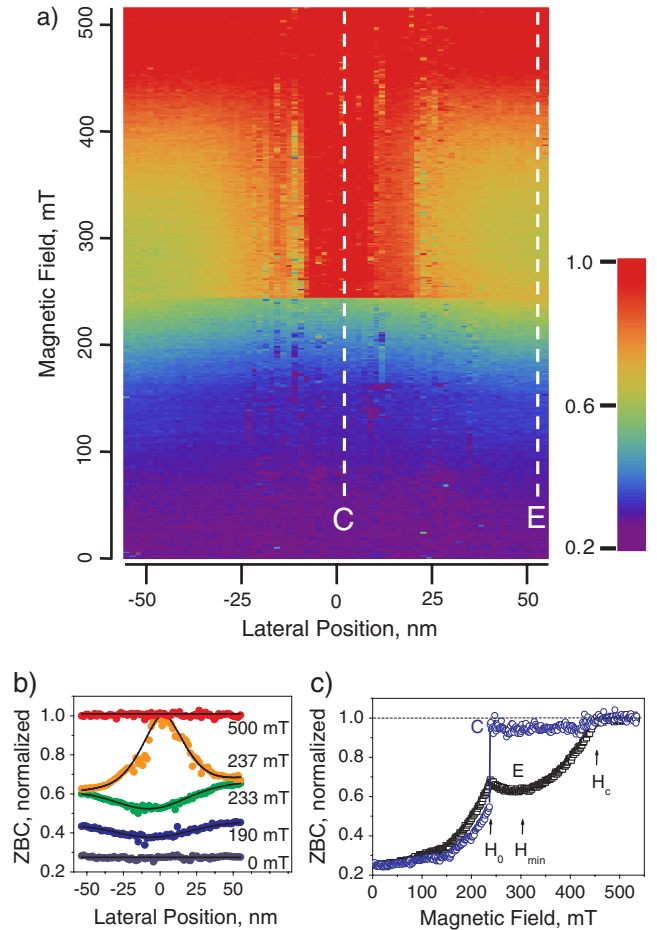 a)
500
400
300
200
100
0
Magnetic Field, mT
C
E
-50
-25
0
25
50
Lateral Position, nm
1.0
0.6
0.2
b)
ZBC, normalized
1.0
0.8
0.6
0.4
0.2
500 mT
237 mT
233 mT
190 mT
0 mT
-50
0
50
Lateral Position, nm
c)
ZBC, normalized
1.0
0.8
0.6
0.4
0.2
C
E
H0
Hmin
Hc
0
100
200
300
400
500
Magnetic Field, mT